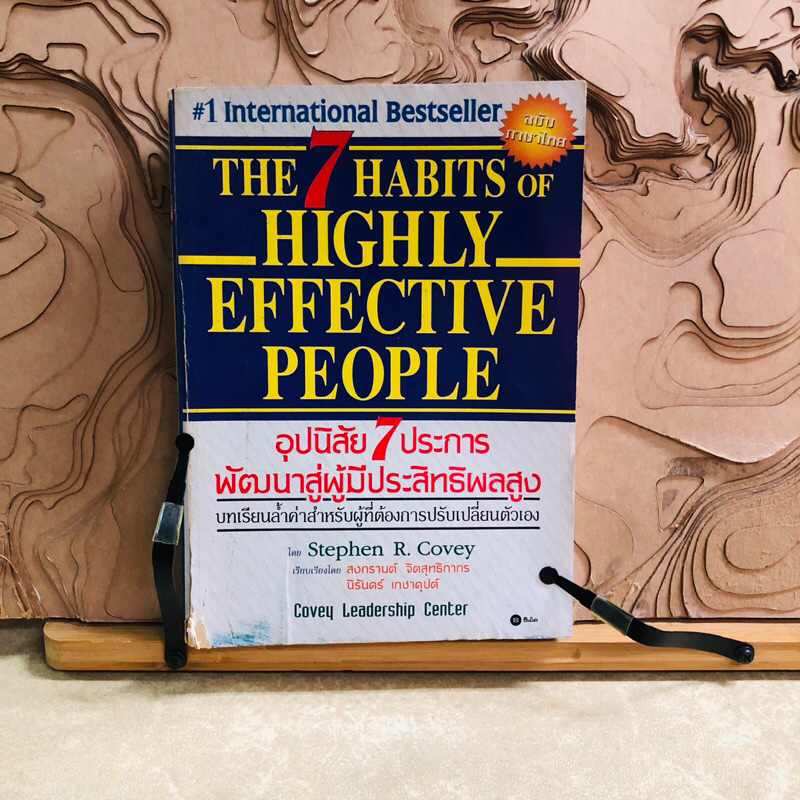 #1 International Bestseller
ฉบับ
ภาษาไทย
THE 7 HABITS OF
HIGHLY
EFFECTIVE
PEOPLE
อุปนิสัย 7 ประการ
พัฒนาสู่ผู้มีประสิทธิผลสูง
บทเรียนล้ำค่าสำหรับผู้ที่ต้องการปรับเปลี่ยนตัวเอง
โดย Stephen R. Covey
เรียบเรียงโดย สงกรานต์ จิตสุทธิภากร
นิรันดร์ เกชาคุปต์
Covey Leadership Center
ซีเอ็ด